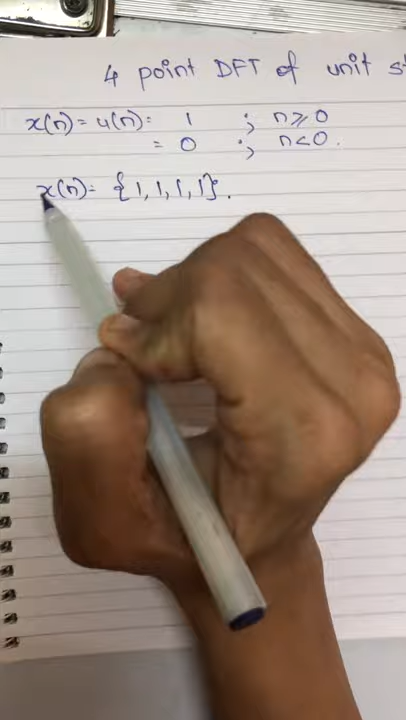 4 point DFT of unit
x(n) = u(n) = 1 ; n ≥ 0
= 0 ; n < 0.
x(n) = {1, 1, 1, 1}.